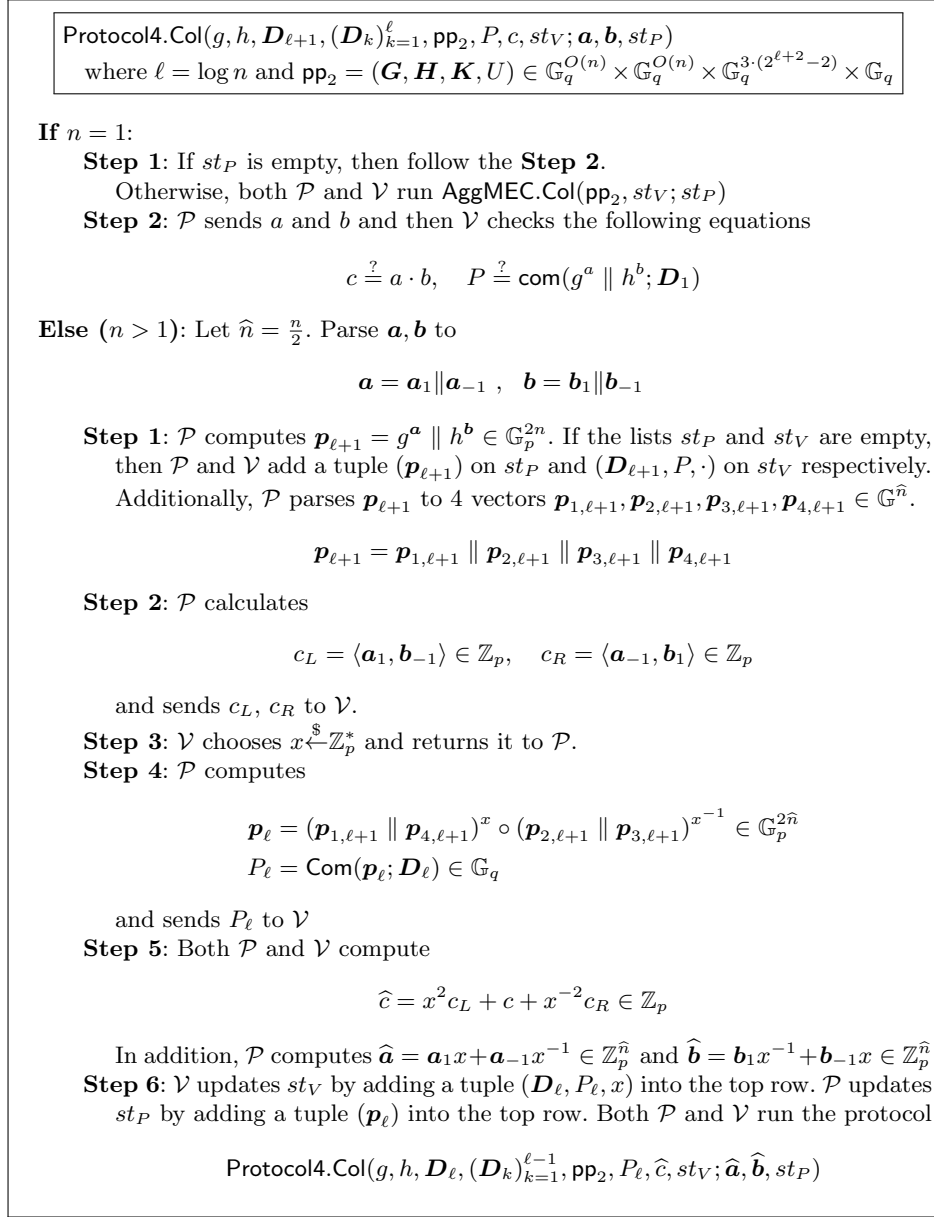 Protocol4.Col(g, h, D_{ℓ+1}, (D_k)_{k=1}^{ℓ}, pp_2, P, c, st_V; a, b, st_P)
where ℓ = log n and pp_2 = (G, H, K, U) ∈ 𝔾_q^{O(n)} × 𝔾_q^{O(n)} × 𝔾_q^{3·(2^{ℓ+2}−2)} × 𝔾_q
If n = 1:
Step 1: If st_P is empty, then follow the Step 2.
Otherwise, both 𝒫 and 𝒱 run AggMEC.Col(pp_2, st_V; st_P)
Step 2: 𝒫 sends a and b and then 𝒱 checks the following equations
c ≟ a · b, P ≟ com(g^a ∥ h^b; D_1)
Else (n > 1): Let n̂ = n/2. Parse a, b to
a = a_1∥a_{−1} , b = b_1∥b_{−1}
Step 1: 𝒫 computes p_{ℓ+1} = g^a ∥ h^b ∈ 𝔾_p^{2n}. If the lists st_P and st_V are empty,
then 𝒫 and 𝒱 add a tuple (p_{ℓ+1}) on st_P and (D_{ℓ+1}, P, ·) on st_V respectively.
Additionally, 𝒫 parses p_{ℓ+1} to 4 vectors p_{1,ℓ+1}, p_{2,ℓ+1}, p_{3,ℓ+1}, p_{4,ℓ+1} ∈ 𝔾^{n̂}.
p_{ℓ+1} = p_{1,ℓ+1} ∥ p_{2,ℓ+1} ∥ p_{3,ℓ+1} ∥ p_{4,ℓ+1}
Step 2: 𝒫 calculates
c_L = ⟨a_1, b_{−1}⟩ ∈ ℤ_p, c_R = ⟨a_{−1}, b_1⟩ ∈ ℤ_p
and sends c_L, c_R to 𝒱.
Step 3: 𝒱 chooses x ←$ ℤ_p^* and returns it to 𝒫.
Step 4: 𝒫 computes
p_ℓ = (p_{1,ℓ+1} ∥ p_{4,ℓ+1})^x ∘ (p_{2,ℓ+1} ∥ p_{3,ℓ+1})^{x^{−1}} ∈ 𝔾_p^{2n̂}
P_ℓ = Com(p_ℓ; D_ℓ) ∈ 𝔾_q
and sends P_ℓ to 𝒱
Step 5: Both 𝒫 and 𝒱 compute
ĉ = x^2 c_L + c + x^{−2} c_R ∈ ℤ_p
In addition, 𝒫 computes â = a_1 x + a_{−1} x^{−1} ∈ ℤ_p^{n̂} and b̂ = b_1 x^{−1} + b_{−1} x ∈ ℤ_p^{n̂}
Step 6: 𝒱 updates st_V by adding a tuple (D_ℓ, P_ℓ, x) into the top row. 𝒫 updates
st_P by adding a tuple (p_ℓ) into the top row. Both 𝒫 and 𝒱 run the protocol
Protocol4.Col(g, h, D_ℓ, (D_k)_{k=1}^{ℓ−1}, pp_2, P_ℓ, ĉ, st_V; â, b̂, st_P)